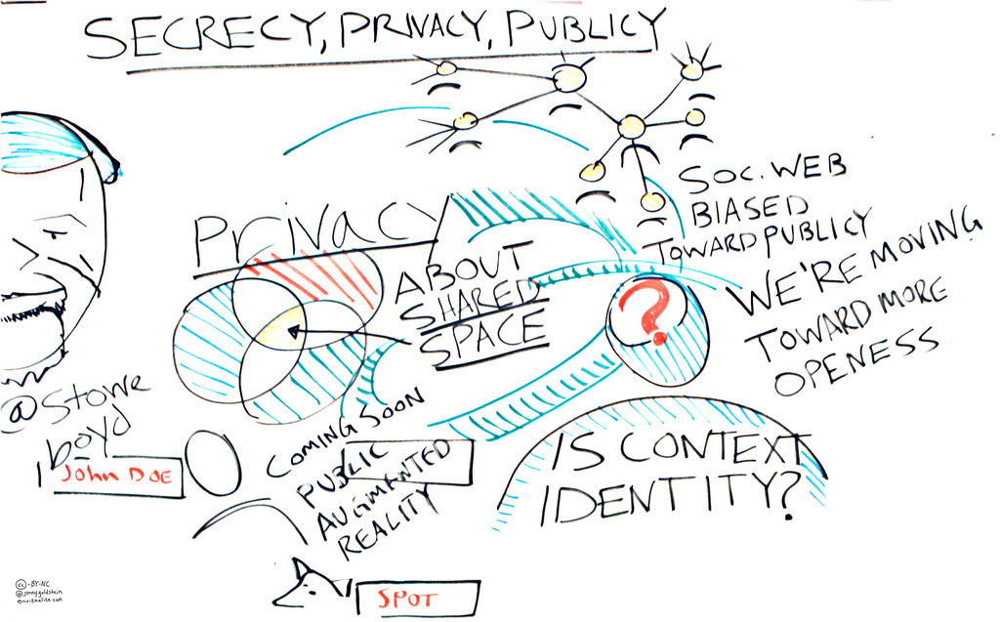 SECRECY, PRIVACY, PUBLICY
Privacy
ABOUT
SHARED
SPACE
SOC. WEB
BIASED
TOWARD PUBLICY
WE'RE MOVING
TOWARD MORE
OPENESS
?
@Stowe
boyd
John DOE
COMING SOON
PUBLIC
AUGMENTED
REALITY
IS CONTEXT
IDENTITY?
SPOT
cc-BY-NC
@jonnygoldstein
envizualize.com